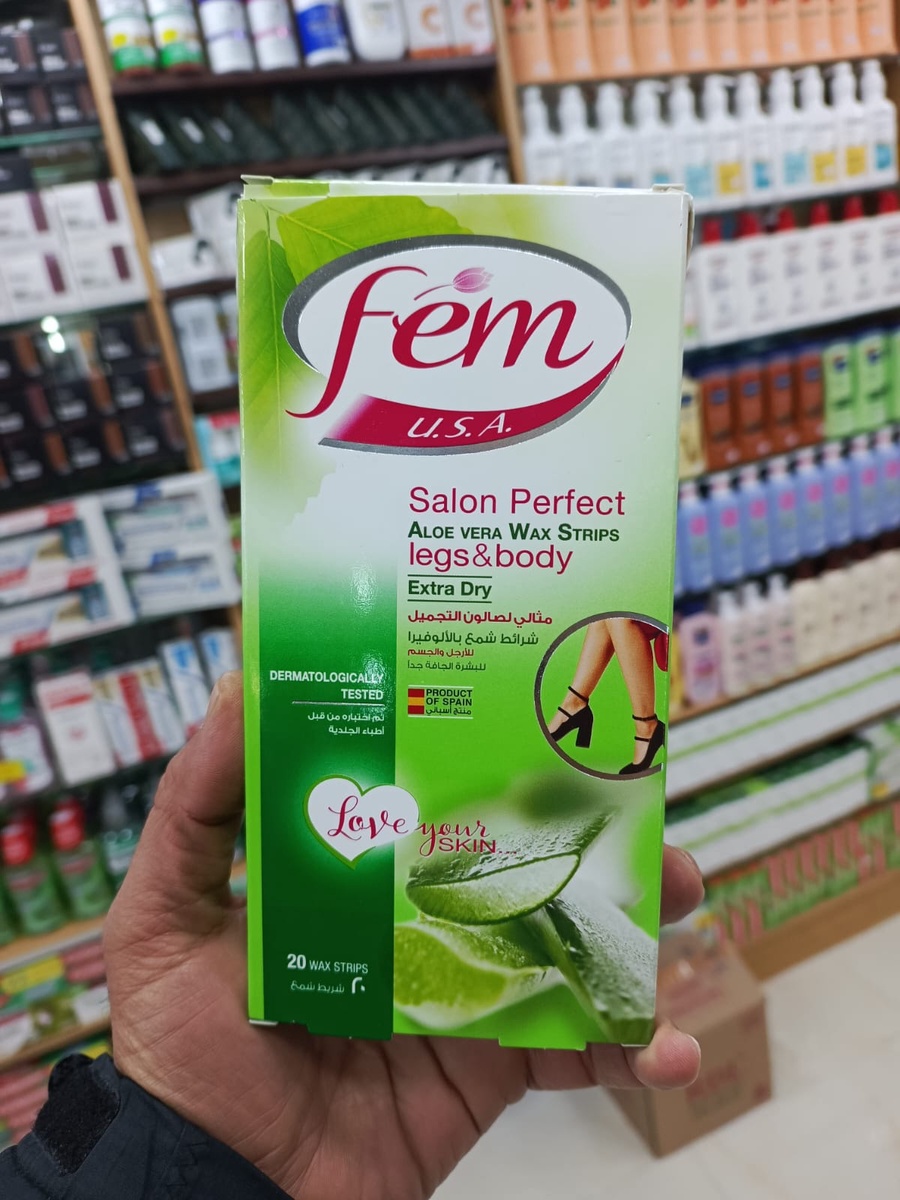 fem
U.S.A.
Salon Perfect
ALOE VERA WAX STRIPS
legs&body
Extra Dry
مثالي لصالون التجميل
شرائط شمع بالألوفيرا
للأرجل والجسم
للبشرة الجافة جدا
PRODUCT
OF SPAIN
منتج أسباني
DERMATOLOGICALLY
TESTED
تم اختباره من قبل
أطباء الجلدية
Love your
SKIN...
20 WAX STRIPS
٢٠ شريط شمع